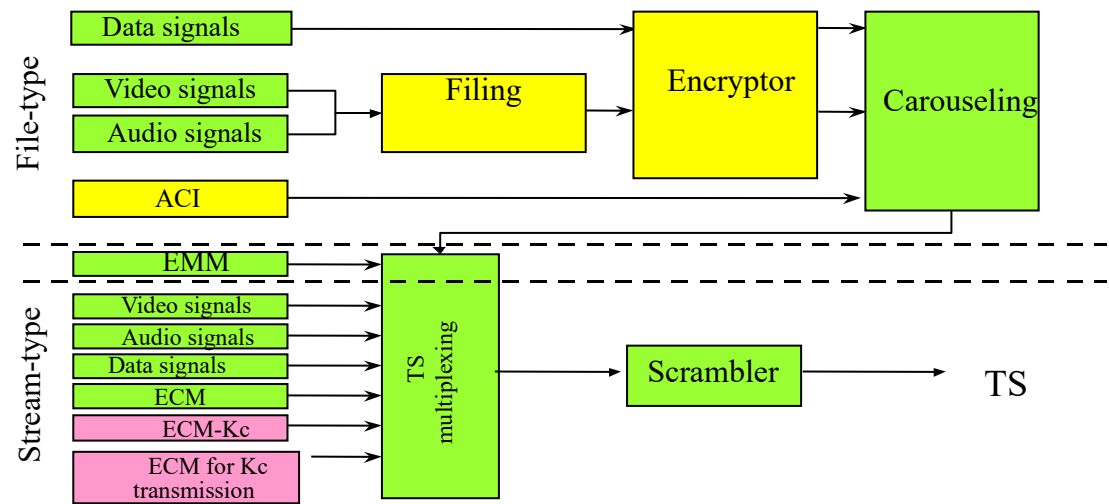 File-type
Data signals
Video signals
Audio signals
Filing
Encryptor
Carouseling
ACI
EMM
Stream-type
Video signals
Audio signals
Data signals
ECM
ECM-Kc
ECM for Kc
transmission
TS
multiplexing
Scrambler
TS